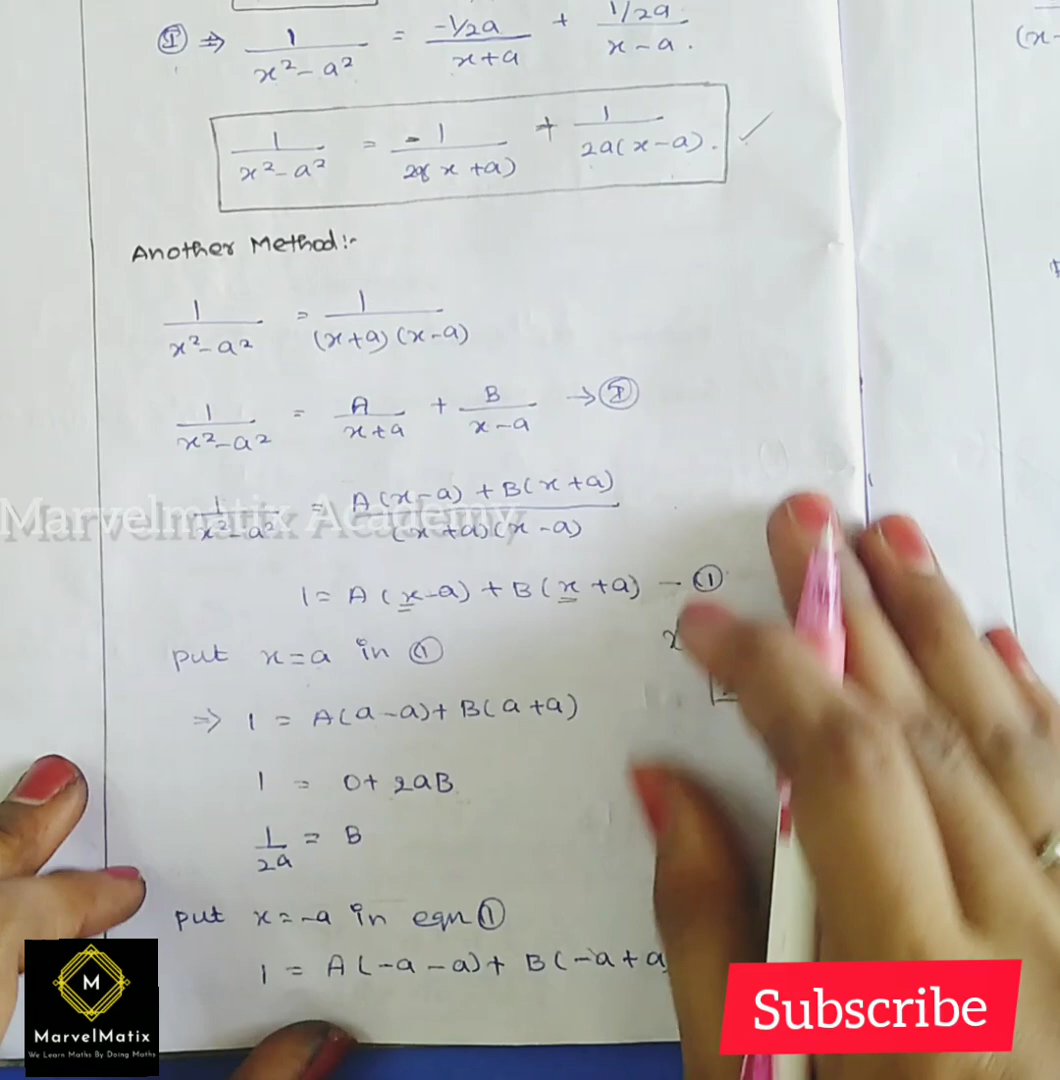 Ⓘ ⇒ 1/(x²-a²) = (-1/2a)/(x+a) + (1/2a)/(x-a).
1/(x²-a²) = -1/(2a(x+a)) + 1/(2a(x-a)). ✓
Another Method:-
1/(x²-a²) = 1/((x+a)(x-a))
1/(x²-a²) = A/(x+a) + B/(x-a) → Ⓘ
1/(x²-a²) = (A(x-a) + B(x+a))/((x+a)(x-a))
Marvelmatix Academy
1 = A(x-a) + B(x+a) - ①
put x=a in ①
⇒ 1 = A(a-a) + B(a+a)
1 = 0+ 2aB
1/2a = B
put x=-a in eqn ①
1 = A(-a-a) + B(-a+a
M
MarvelMatix
We Learn Maths By Doing Maths
Subscribe
(x-